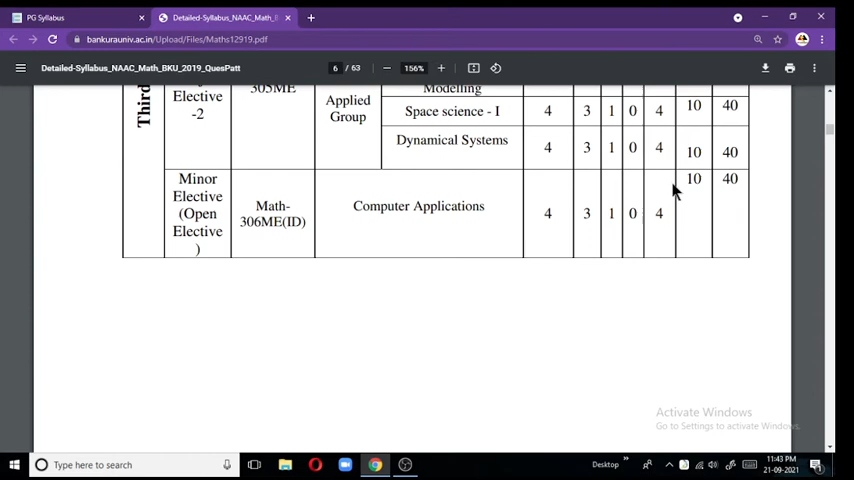 PG Syllabus
Detailed-Syllabus_NAAC_Math_B
bankurauniv.ac.in/Upload/Files/Maths12919.pdf
Detailed-Syllabus_NAAC_Math_BKU_2019_QuesPatt
6 / 63
156%
Third
Elective
-2
305ME
Applied
Group
Modelling
Space science - I 4 3 1 0 4 10 40
Dynamical Systems 4 3 1 0 4 10 40
Minor
Elective
(Open
Elective
)
Math-
306ME(ID)
Computer Applications 4 3 1 0 4 10 40
Activate Windows
Go to Settings to activate Windows.
Type here to search
Desktop
11:43 PM
21-09-2021